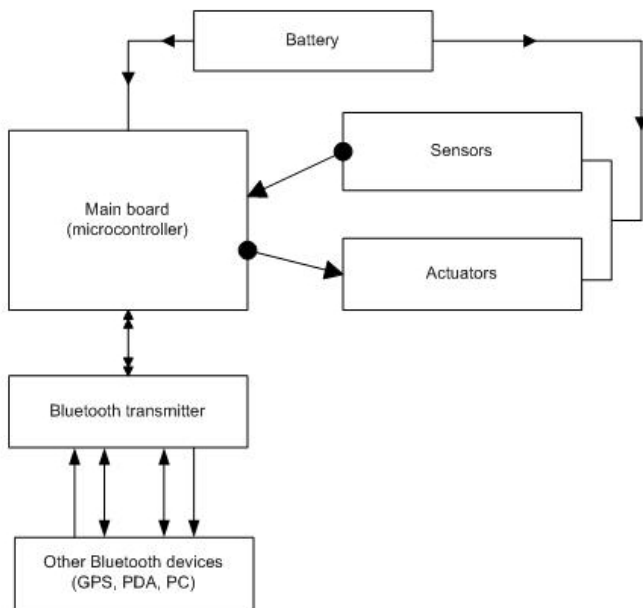 Battery
Sensors
Main board
(microcontroller)
Actuators
Bluetooth transmitter
Other Bluetooth devices
(GPS, PDA, PC)